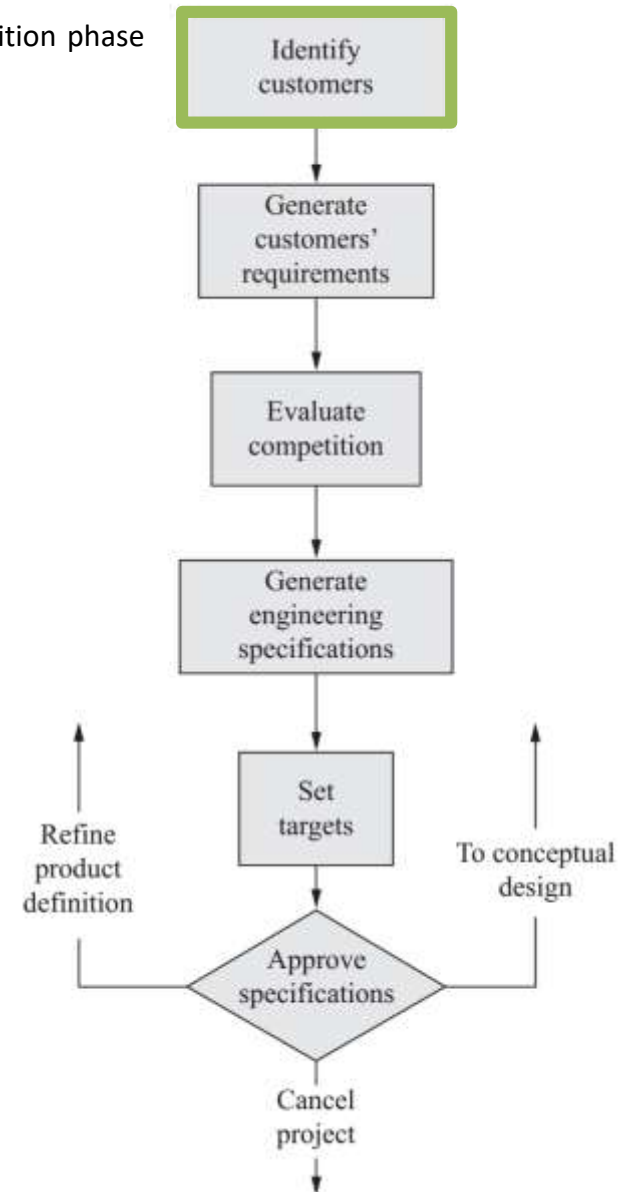 ition phase
Identify
customers
Generate
customers’
requirements
Evaluate
competition
Generate
engineering
specifications
Set
targets
Refine
product
definition
To conceptual
design
Approve
specifications
Cancel
project